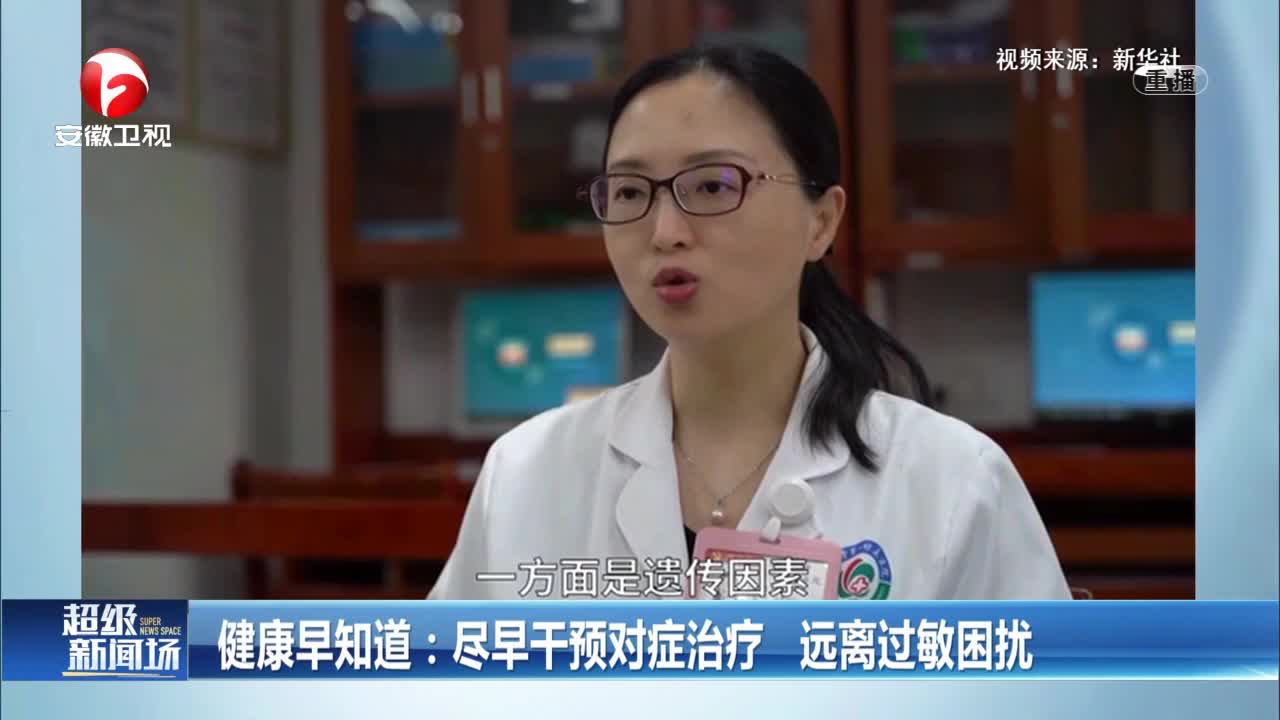 视频来源：新华社
重播
安徽卫视
一方面是遗传因素
超级新闻场
SUPER
NEWS SPACE
健康早知道：尽早干预对症治疗 远离过敏困扰